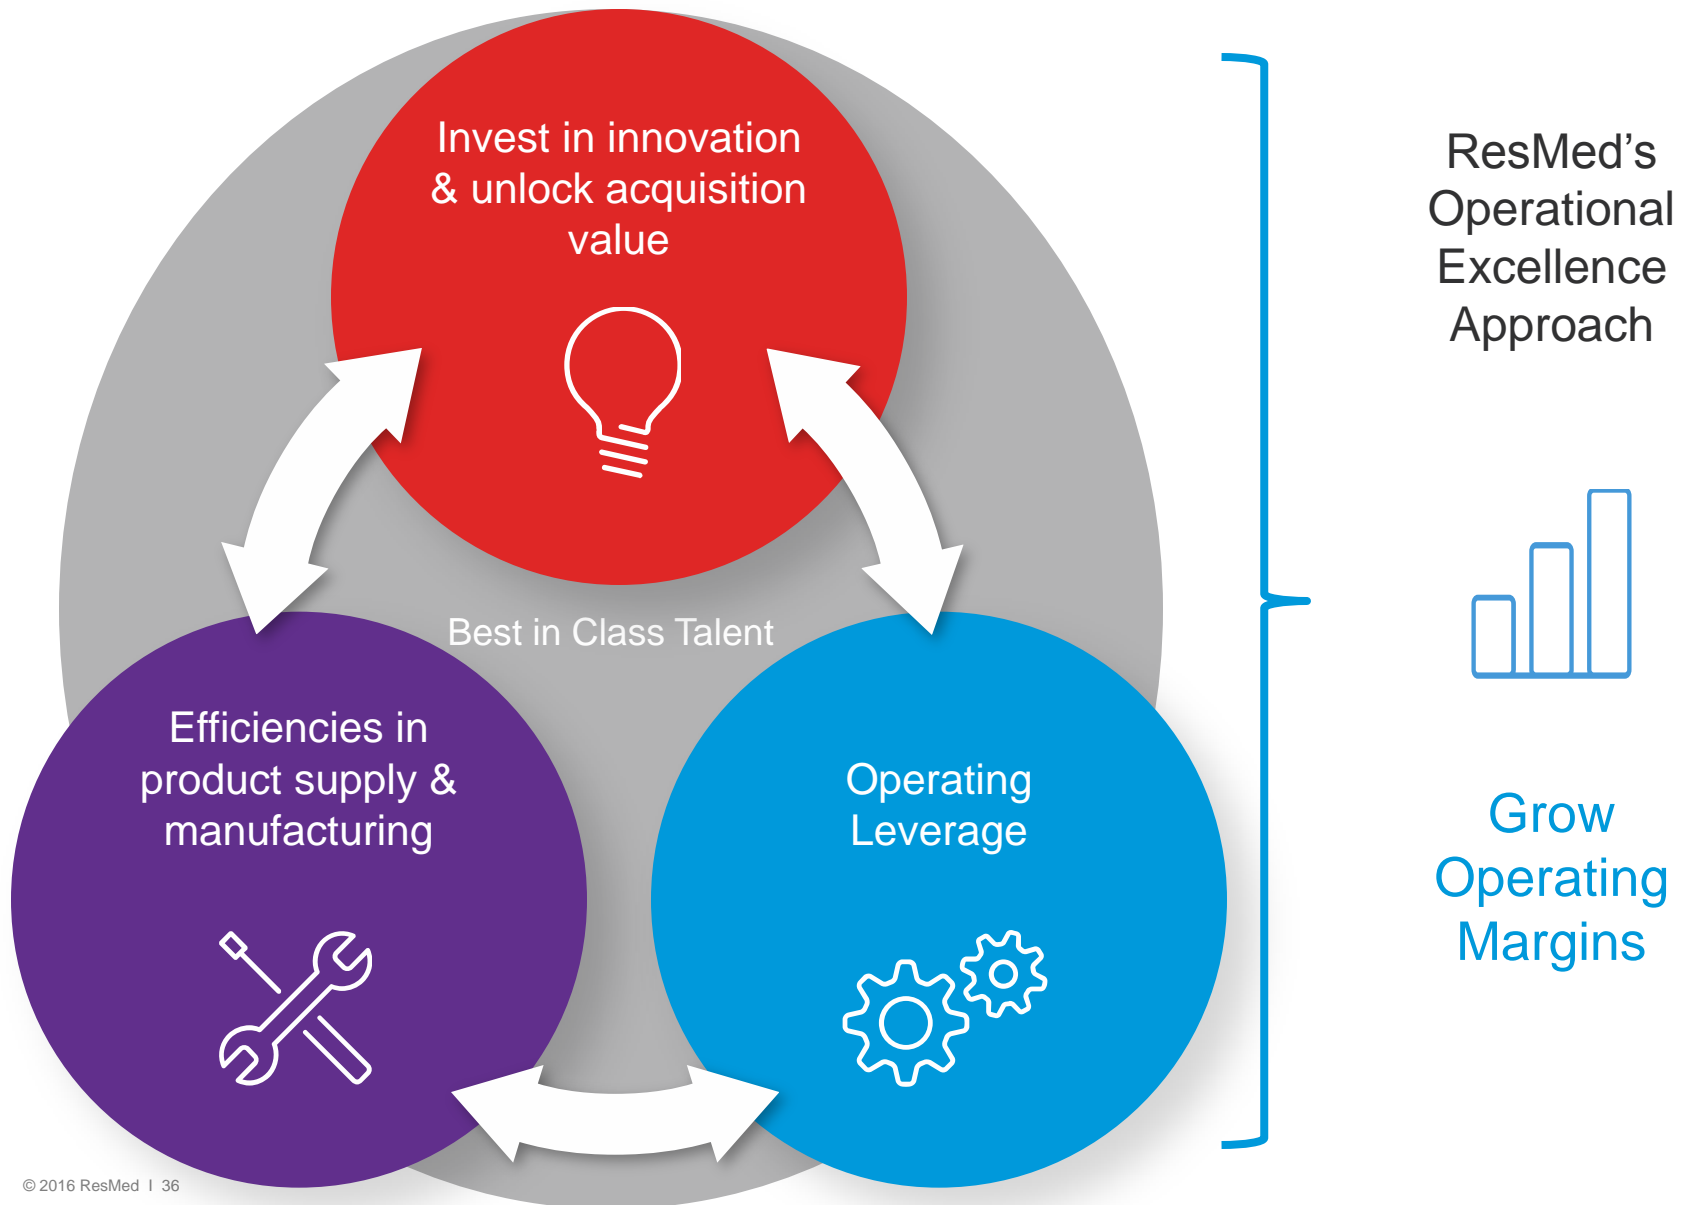 Invest in innovation
& unlock acquisition
value
Best in Class Talent
Efficiencies in
product supply &
manufacturing
Operating
Leverage
ResMed’s
Operational
Excellence
Approach
Grow
Operating
Margins
© 2016 ResMed I 36